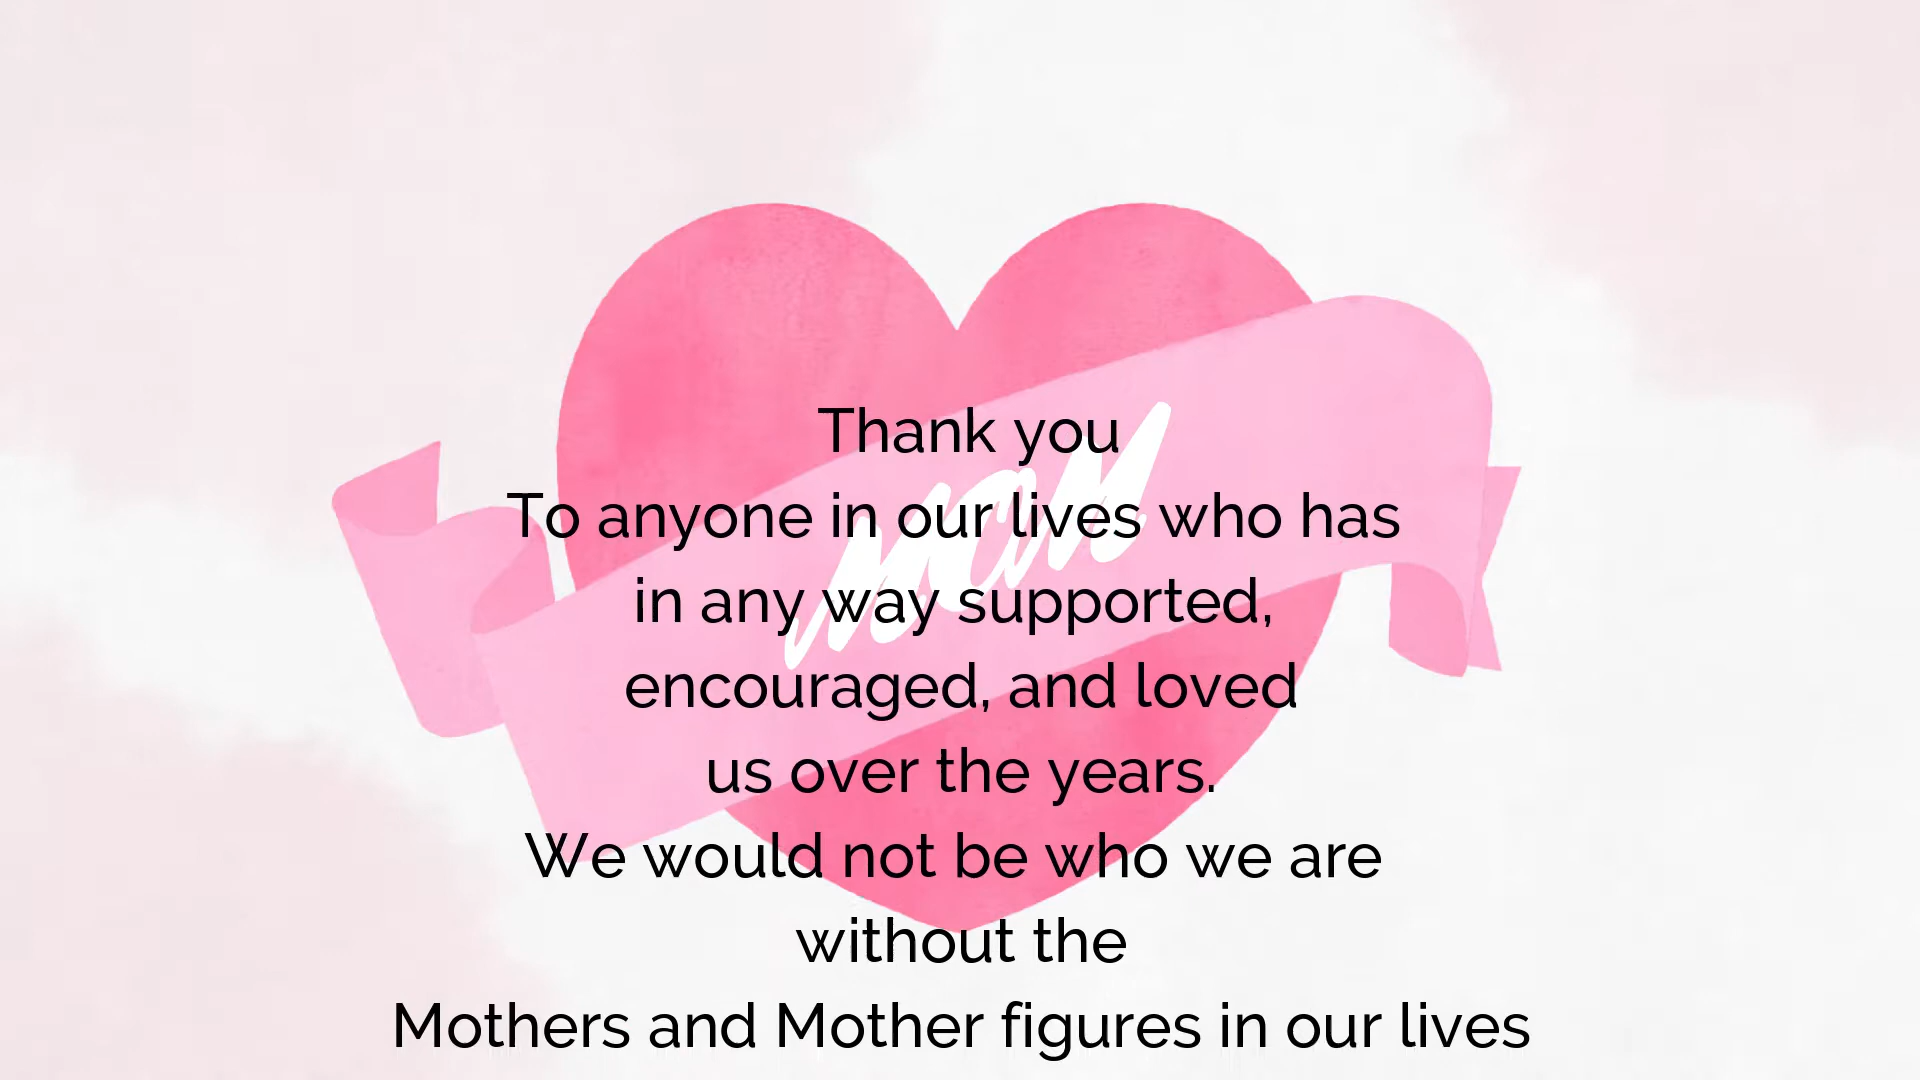 Thank you
To anyone in our lives who has
in any way supported,
encouraged, and loved
us over the years.
We would not be who we are
without the
Mothers and Mother figures in our lives
Mom